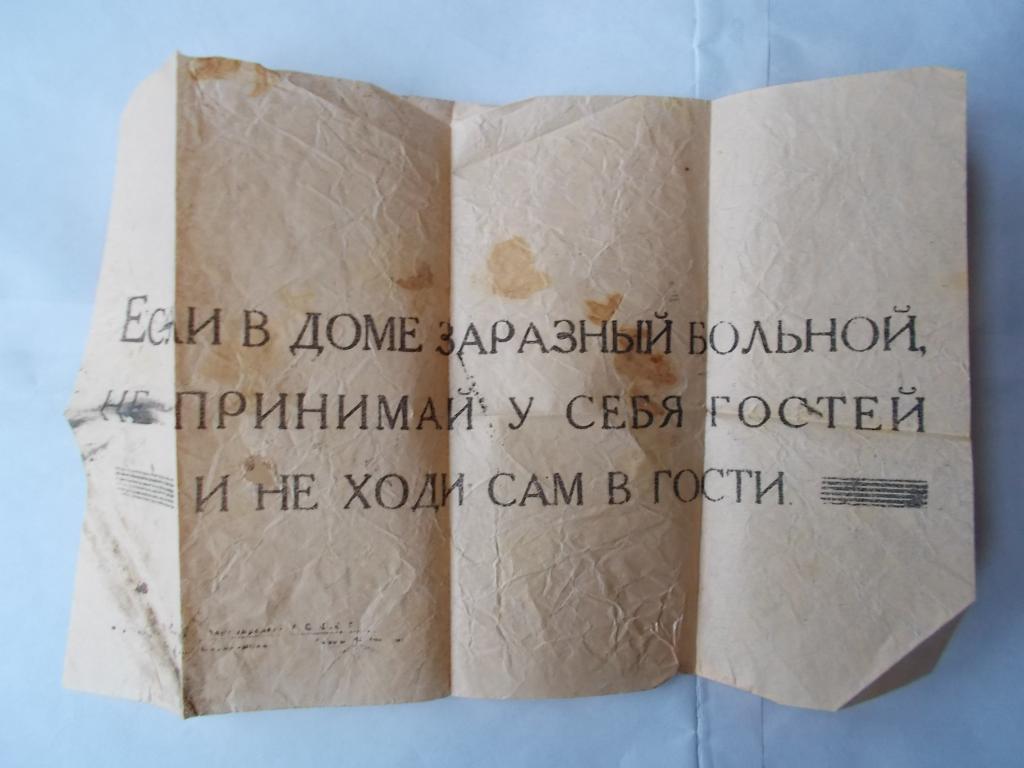 Если в доме заразный больной,
не принимай у себя гостей
и не ходи сам в гости.